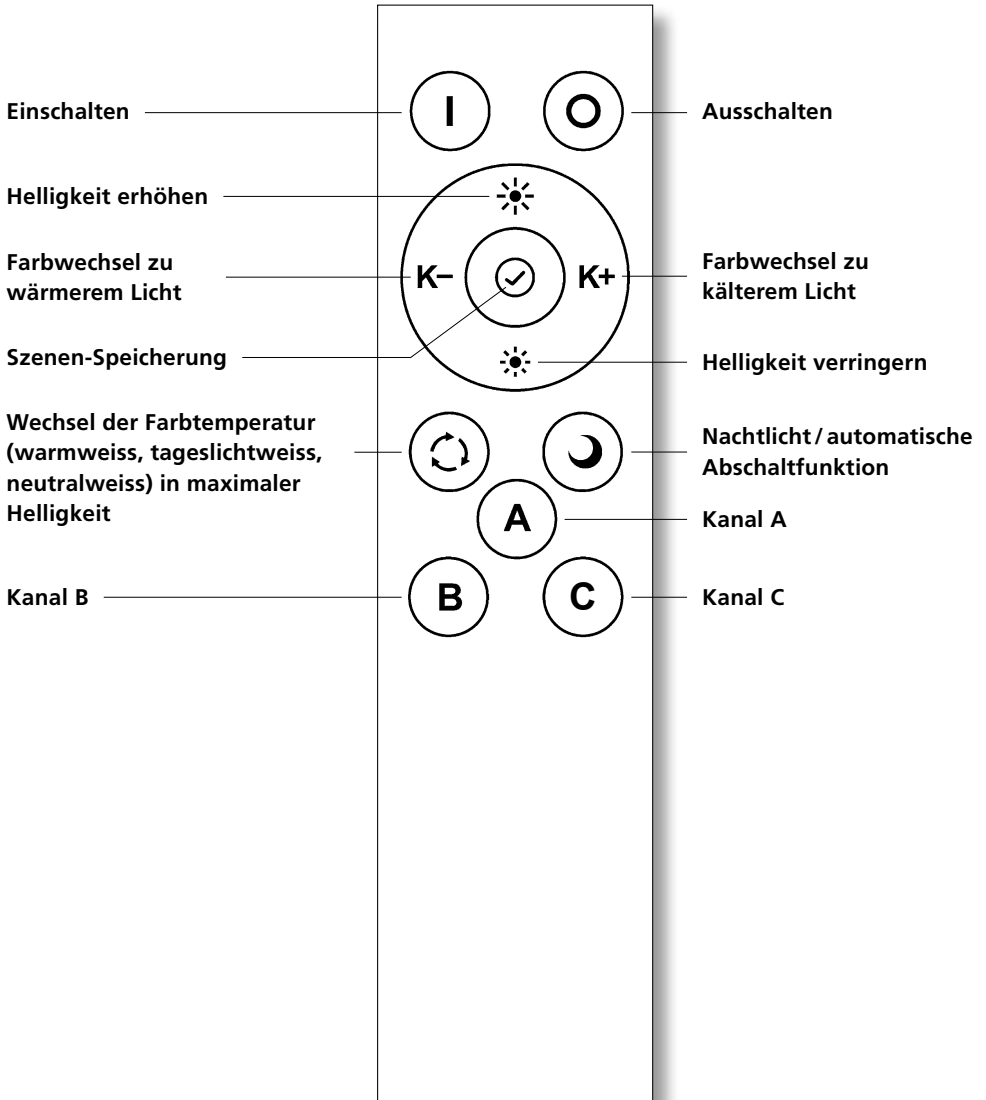 Einschalten
I
O
Ausschalten
Helligkeit erhöhen
Farbwechsel zu
wärmerem Licht
K−
K+
Farbwechsel zu
kälterem Licht
Szenen-Speicherung
Helligkeit verringern
Wechsel der Farbtemperatur
(warmweiss, tageslichtweiss,
neutralweiss) in maximaler
Helligkeit
Nachtlicht / automatische
Abschaltfunktion
A
Kanal A
Kanal B
B
C
Kanal C